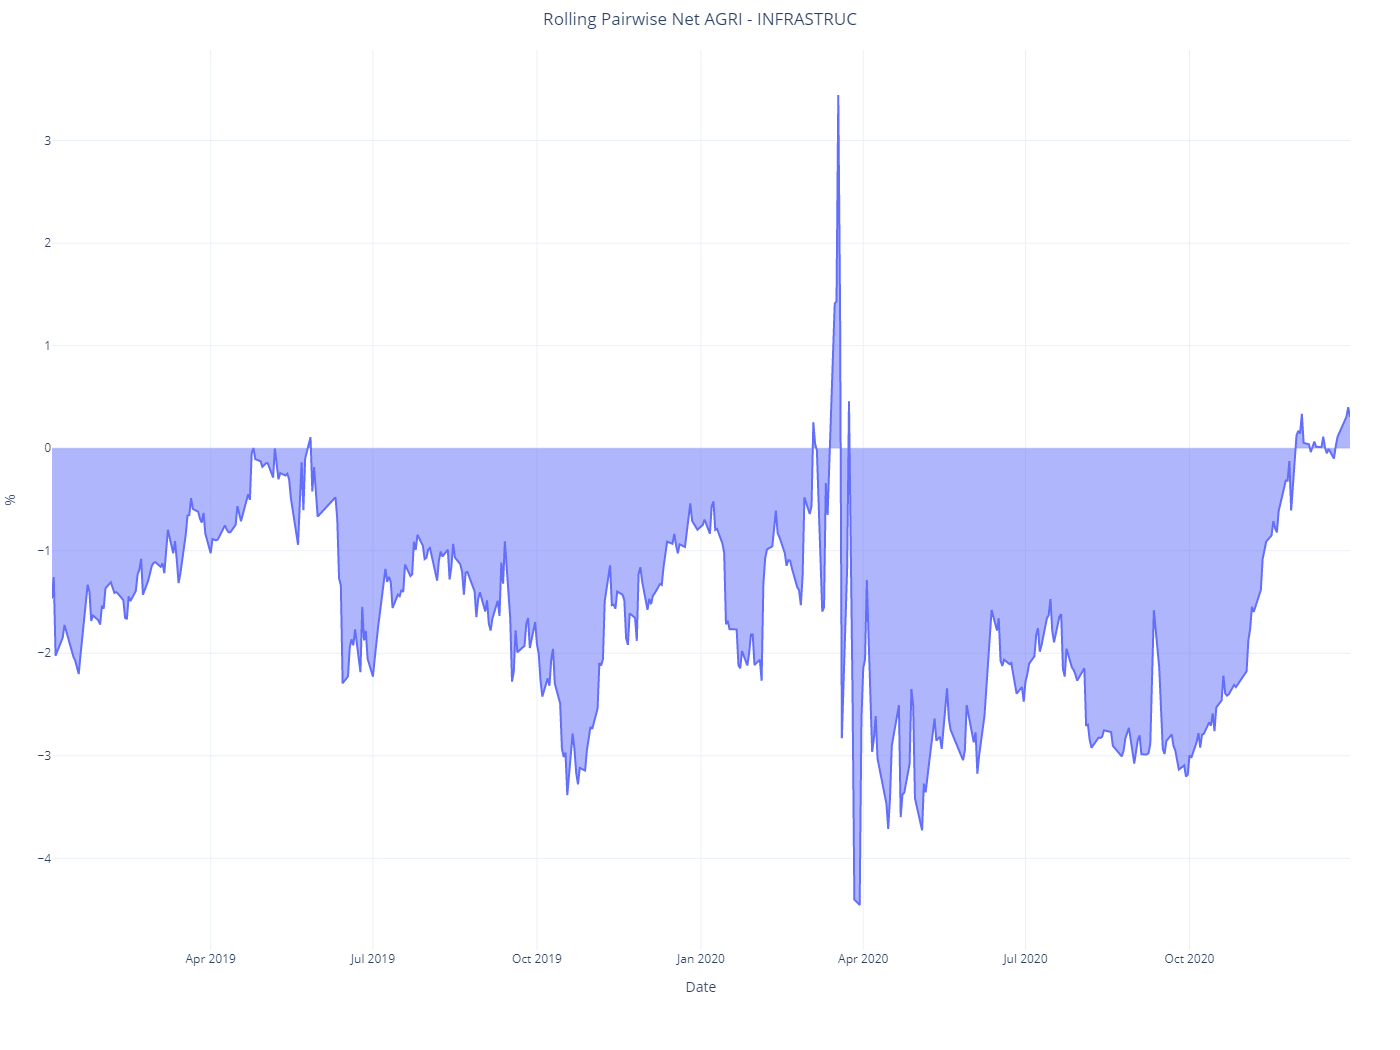 Rolling Pairwise Net AGRI - INFRASTRUC
3
2
1
0
−1
−2
−3
−4
%
Apr 2019
Jul 2019
Oct 2019
Jan 2020
Apr 2020
Jul 2020
Oct 2020
Date